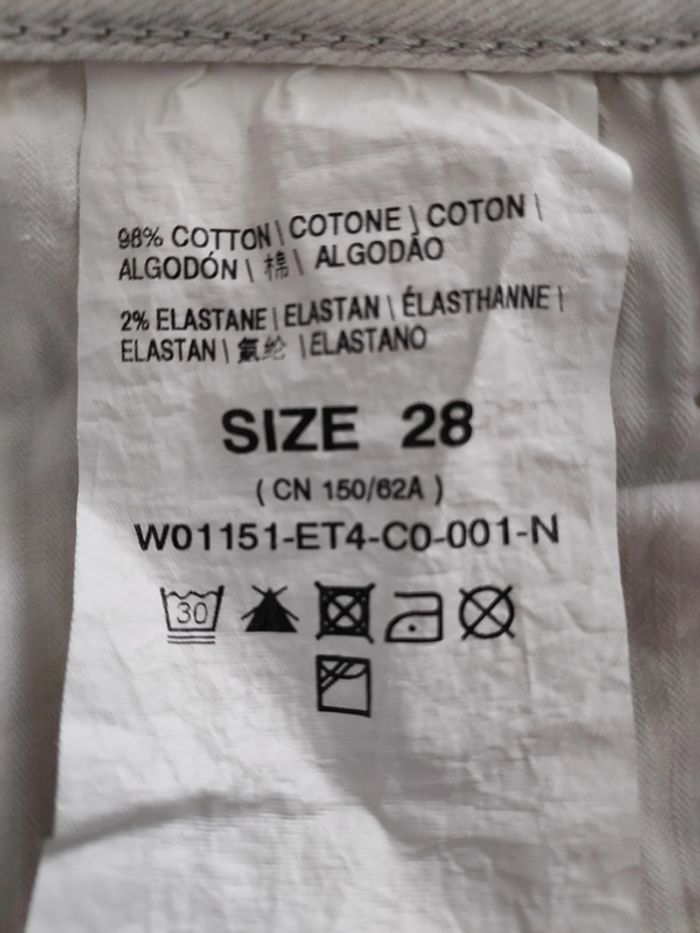 98% COTTON | COTONE | COTON |
ALGODÓN \ 棉 \ ALGODÃO
2% ELASTANE | ELASTAN \ ÉLASTHANNE |
ELASTAN | 氨纶 | ELASTANO
SIZE 28
( CN 150/62A )
W01151-ET4-C0-001-N
30